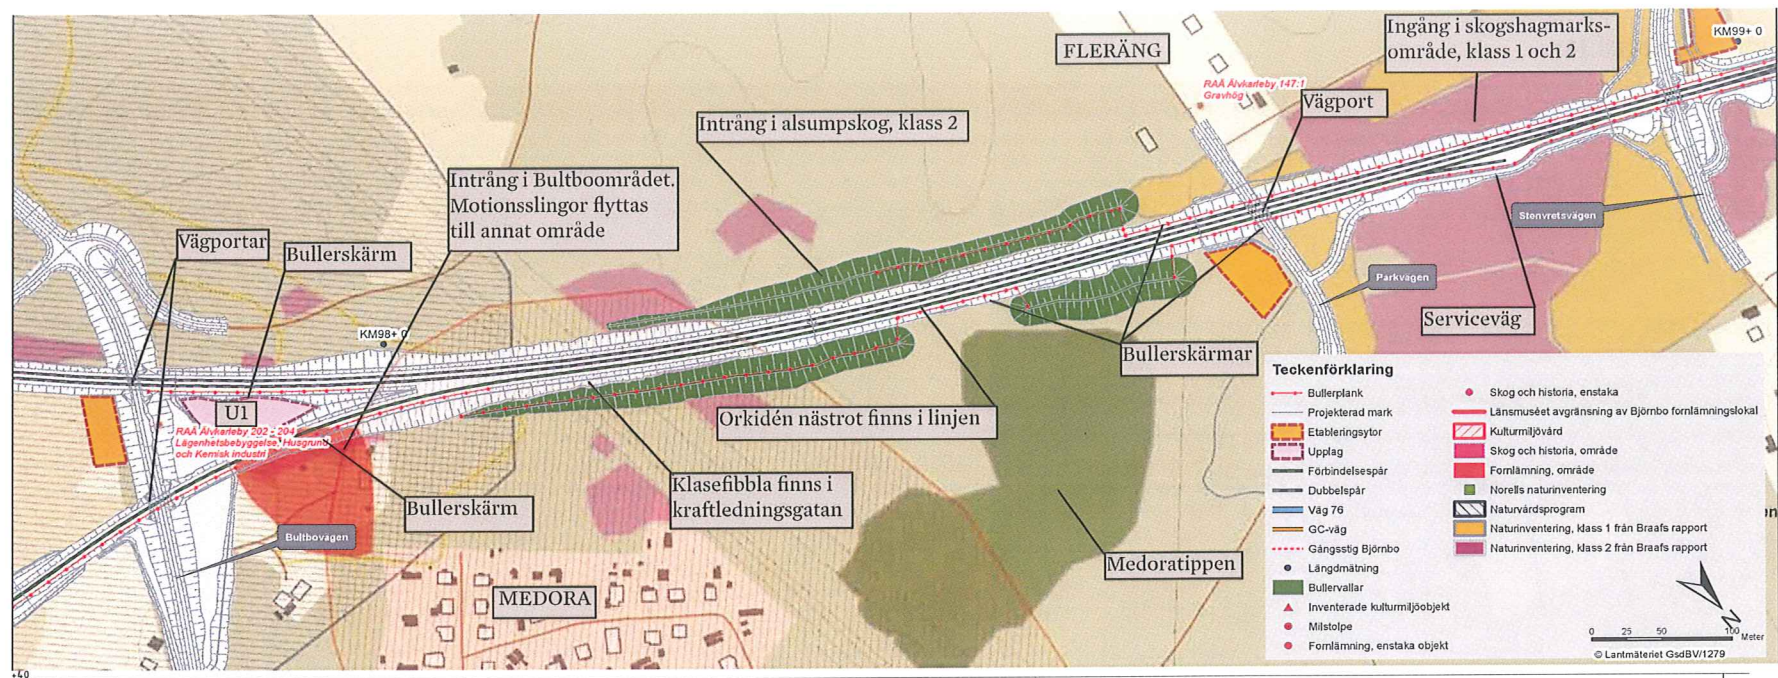 FLERÄNG
Ingång i skogshagmarks-
område, klass 1 och 2
KM99+ 0
RAÄ Älvkarleby 147:1
Gravhög
Vägport
Intrång i alsumpskog, klass 2
Intrång i Bultboområdet.
Motionsslingor flyttas
till annat område
Vägportar
Bullerskärm
Stenvretsvägen
Parkvägen
Serviceväg
KM98+ 0
Bullerskärmar
U1
RAÄ Älvkarleby 202 - 204
Lägenhetsbebyggelse, Husgrund
och Kemisk industri
Orkidén nästrot finns i linjen
Klasefibbla finns i
kraftledningsgatan
Bullerskärm
Bultbovägen
MEDORA
Medoratippen
Teckenförklaring
Bullerplank
Projekterad mark
Etableringsytor
Upplag
Förbindelsespår
Dubbelspår
Väg 76
GC-väg
Gångsstig Björnbo
Längdmätning
Bullervallar
Inventerade kulturmiljöobjekt
Milstolpe
Fornlämning, enstaka objekt
Skog och historia, enstaka
Länsmuséet avgränsning av Björnbo fornlämningslokal
Kulturmiljövård
Skog och historia, område
Fornlämning, område
Norells naturinventering
Naturvårdsprogram
Naturinventering, klass 1 från Braafs rapport
Naturinventering, klass 2 från Braafs rapport
N
0 25 50 100
Meter
© Lantmäteriet GsdBV/1279
+40